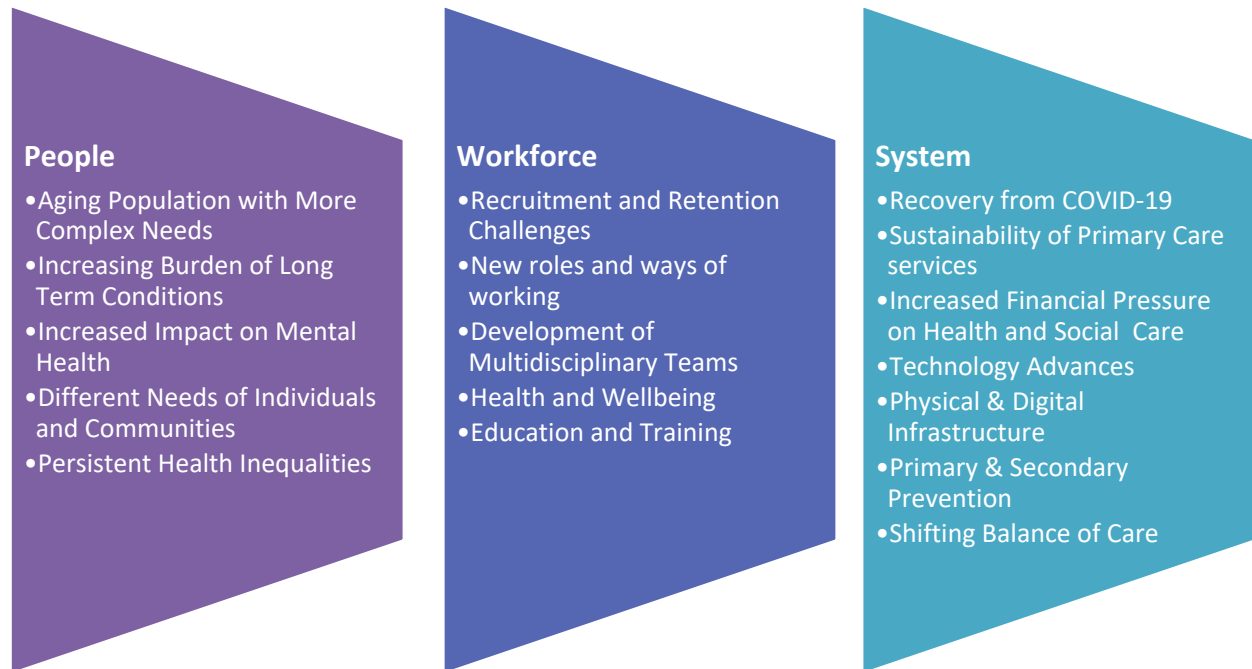 People
•Aging Population with More
Complex Needs
•Increasing Burden of Long
Term Conditions
•Increased Impact on Mental
Health
•Different Needs of Individuals
and Communities
•Persistent Health Inequalities
Workforce
•Recruitment and Retention
Challenges
•New roles and ways of
working
•Development of
Multidisciplinary Teams
•Health and Wellbeing
•Education and Training
System
•Recovery from COVID-19
•Sustainability of Primary Care
services
•Increased Financial Pressure
on Health and Social Care
•Technology Advances
•Physical & Digital
Infrastructure
•Primary & Secondary
Prevention
•Shifting Balance of Care